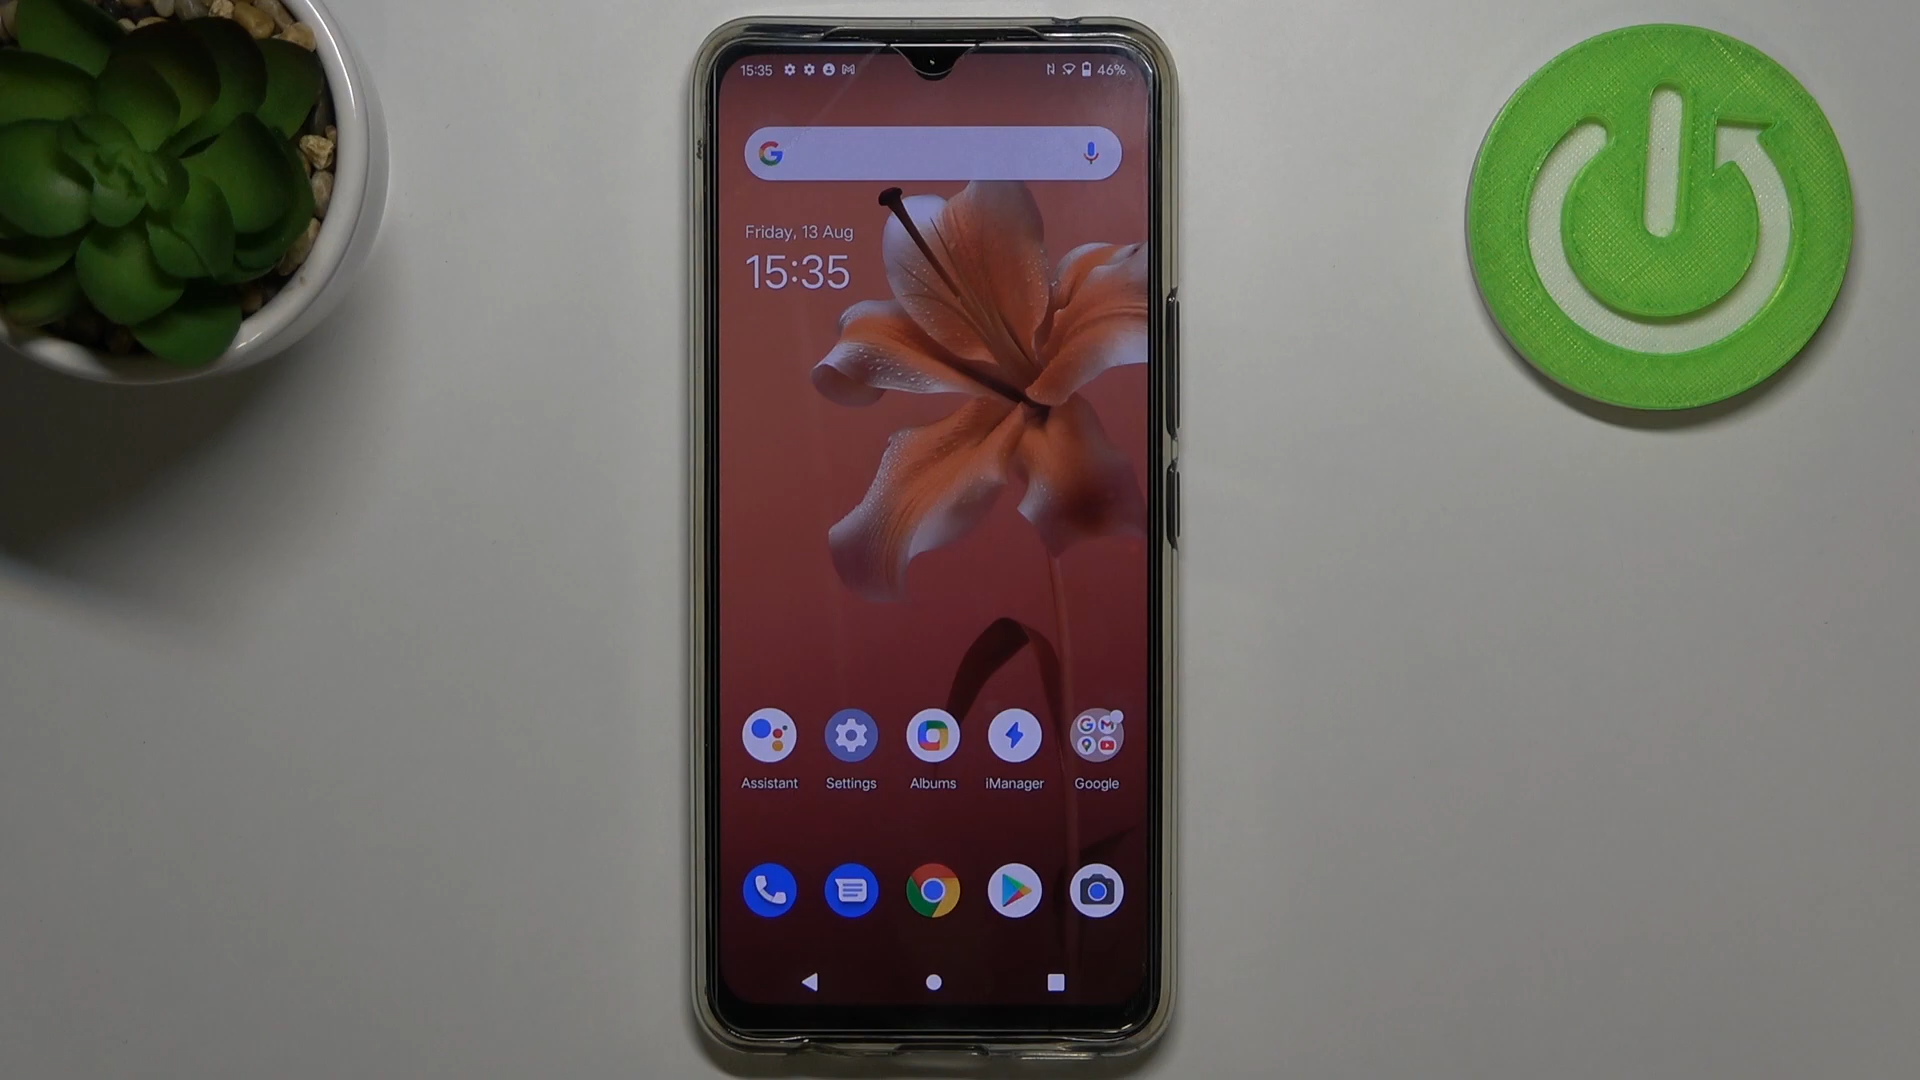 15:35
46%
Friday, 13 Aug
15:35
Assistant
Settings
Albums
iManager
Google